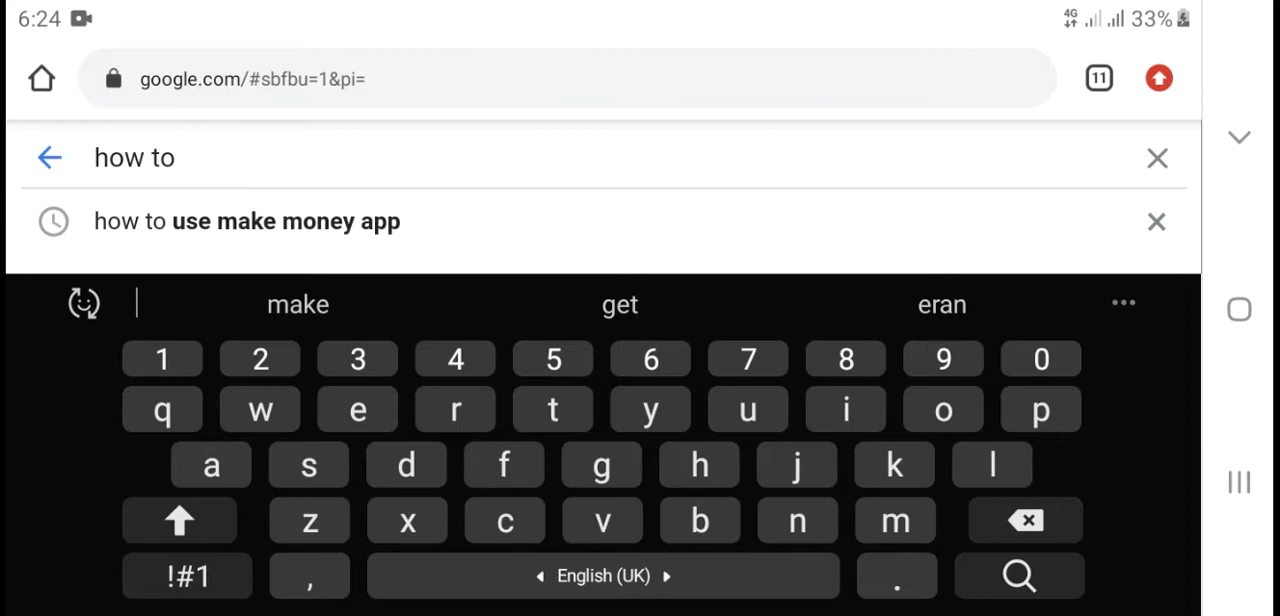 6:24 4G 33%
google.com/#sbfbu=1&pi= 11
how to
how to use make money app
make get eran ...
1 2 3 4 5 6 7 8 9 0
q w e r t y u i o p
a s d f g h j k l
z x c v b n m
!#1 , English (UK) .